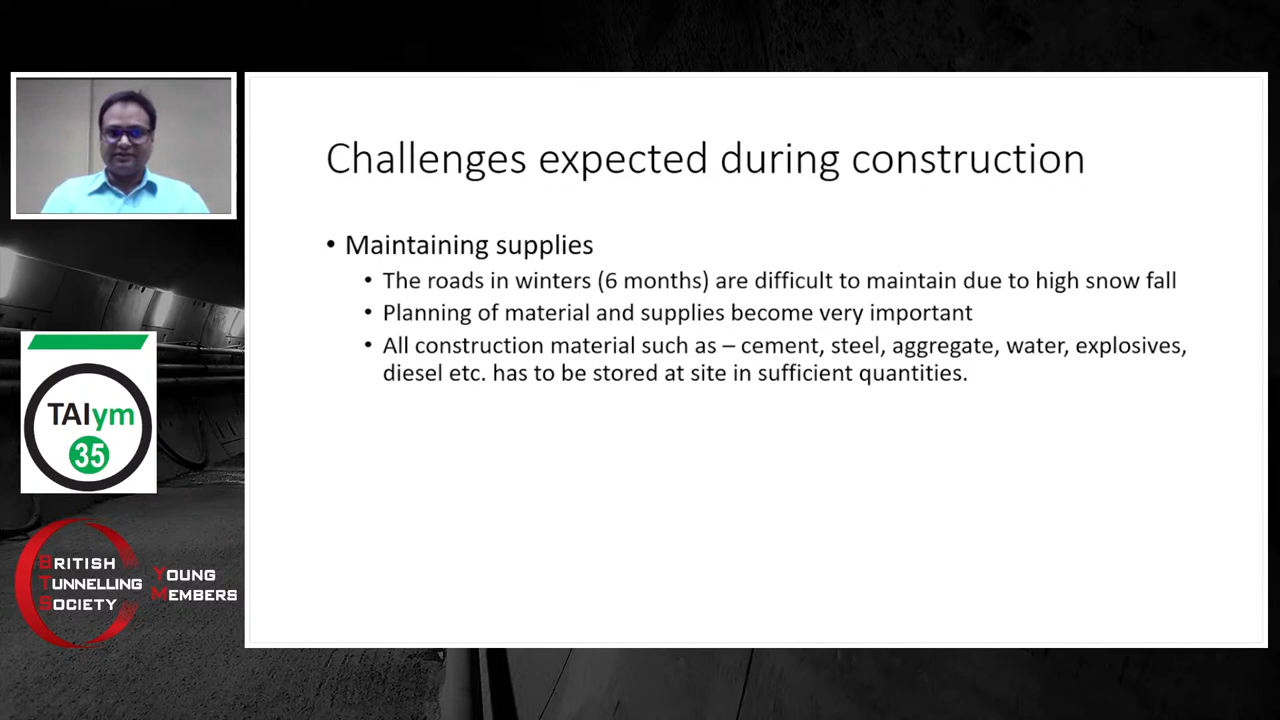 Challenges expected during construction
• Maintaining supplies
• The roads in winters (6 months) are difficult to maintain due to high snow fall
• Planning of material and supplies become very important
• All construction material such as – cement, steel, aggregate, water, explosives,
diesel etc. has to be stored at site in sufficient quantities.
TAIym
35
BRITISH
TUNNELLING
SOCIETY
YOUNG
MEMBERS